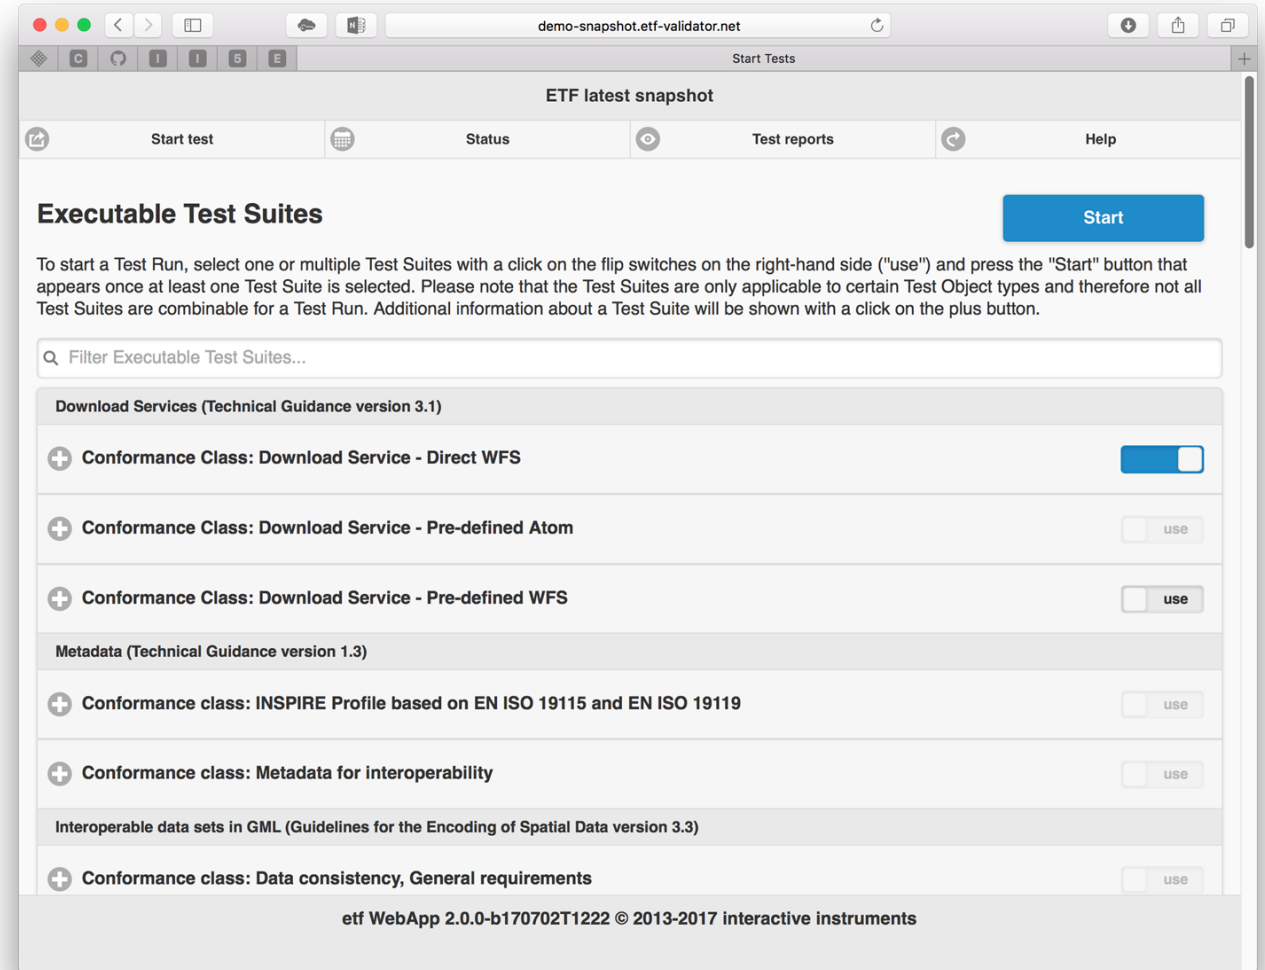 demo-snapshot.etf-validator.net
C I I 5 E Start Tests
ETF latest snapshot
Start test Status Test reports Help
Executable Test Suites
Start
To start a Test Run, select one or multiple Test Suites with a click on the flip switches on the right-hand side ("use") and press the "Start" button that
appears once at least one Test Suite is selected. Please note that the Test Suites are only applicable to certain Test Object types and therefore not all
Test Suites are combinable for a Test Run. Additional information about a Test Suite will be shown with a click on the plus button.
Filter Executable Test Suites...
Download Services (Technical Guidance version 3.1)
Conformance Class: Download Service - Direct WFS
Conformance Class: Download Service - Pre-defined Atom use
Conformance Class: Download Service - Pre-defined WFS use
Metadata (Technical Guidance version 1.3)
Conformance class: INSPIRE Profile based on EN ISO 19115 and EN ISO 19119 use
Conformance class: Metadata for interoperability use
Interoperable data sets in GML (Guidelines for the Encoding of Spatial Data version 3.3)
Conformance class: Data consistency, General requirements use
etf WebApp 2.0.0-b170702T1222 © 2013-2017 interactive instruments